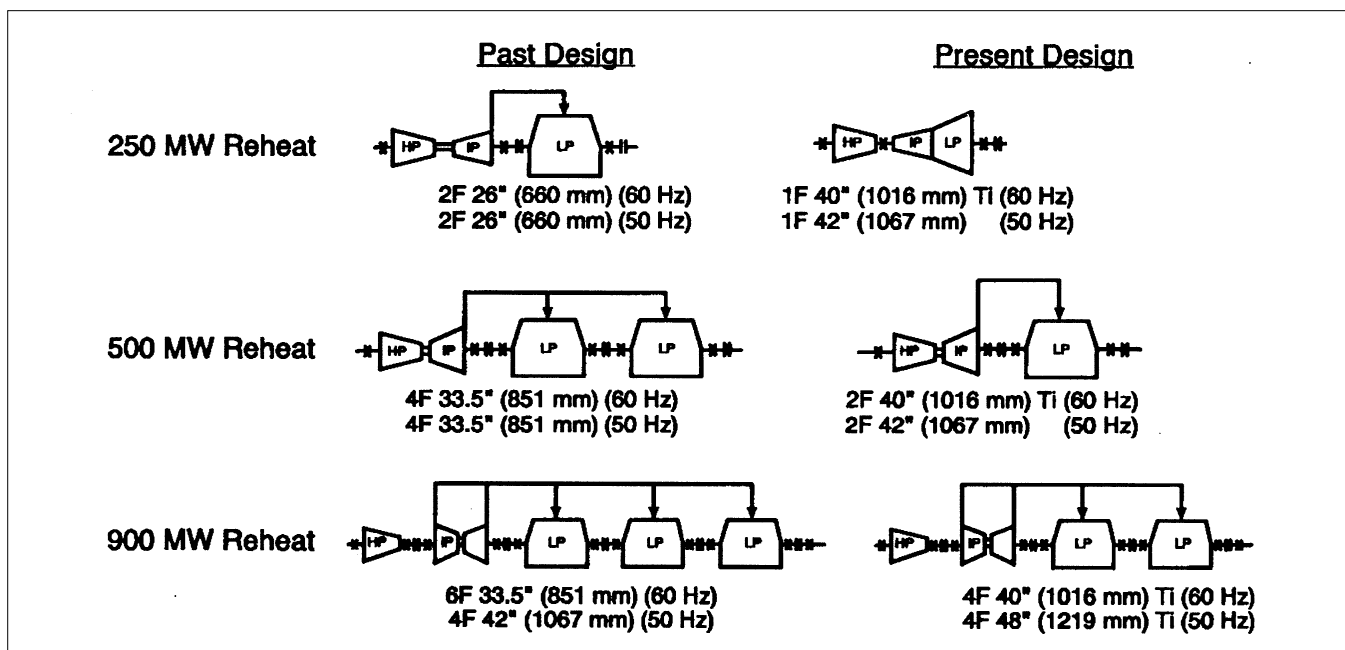 Past Design Present Design
250 MW Reheat
HP IP LP
HP IP LP
2F 26" (660 mm) (60 Hz)
2F 26" (660 mm) (50 Hz)
1F 40" (1016 mm) Ti (60 Hz)
1F 42" (1067 mm) (50 Hz)
500 MW Reheat
HP IP LP LP
HP IP LP
4F 33.5" (851 mm) (60 Hz)
4F 33.5" (851 mm) (50 Hz)
2F 40" (1016 mm) Ti (60 Hz)
2F 42" (1067 mm) (50 Hz)
900 MW Reheat
HP IP LP LP LP
HP IP LP LP
6F 33.5" (851 mm) (60 Hz)
4F 42" (1067 mm) (50 Hz)
4F 40" (1016 mm) Ti (60 Hz)
4F 48" (1219 mm) Ti (50 Hz)